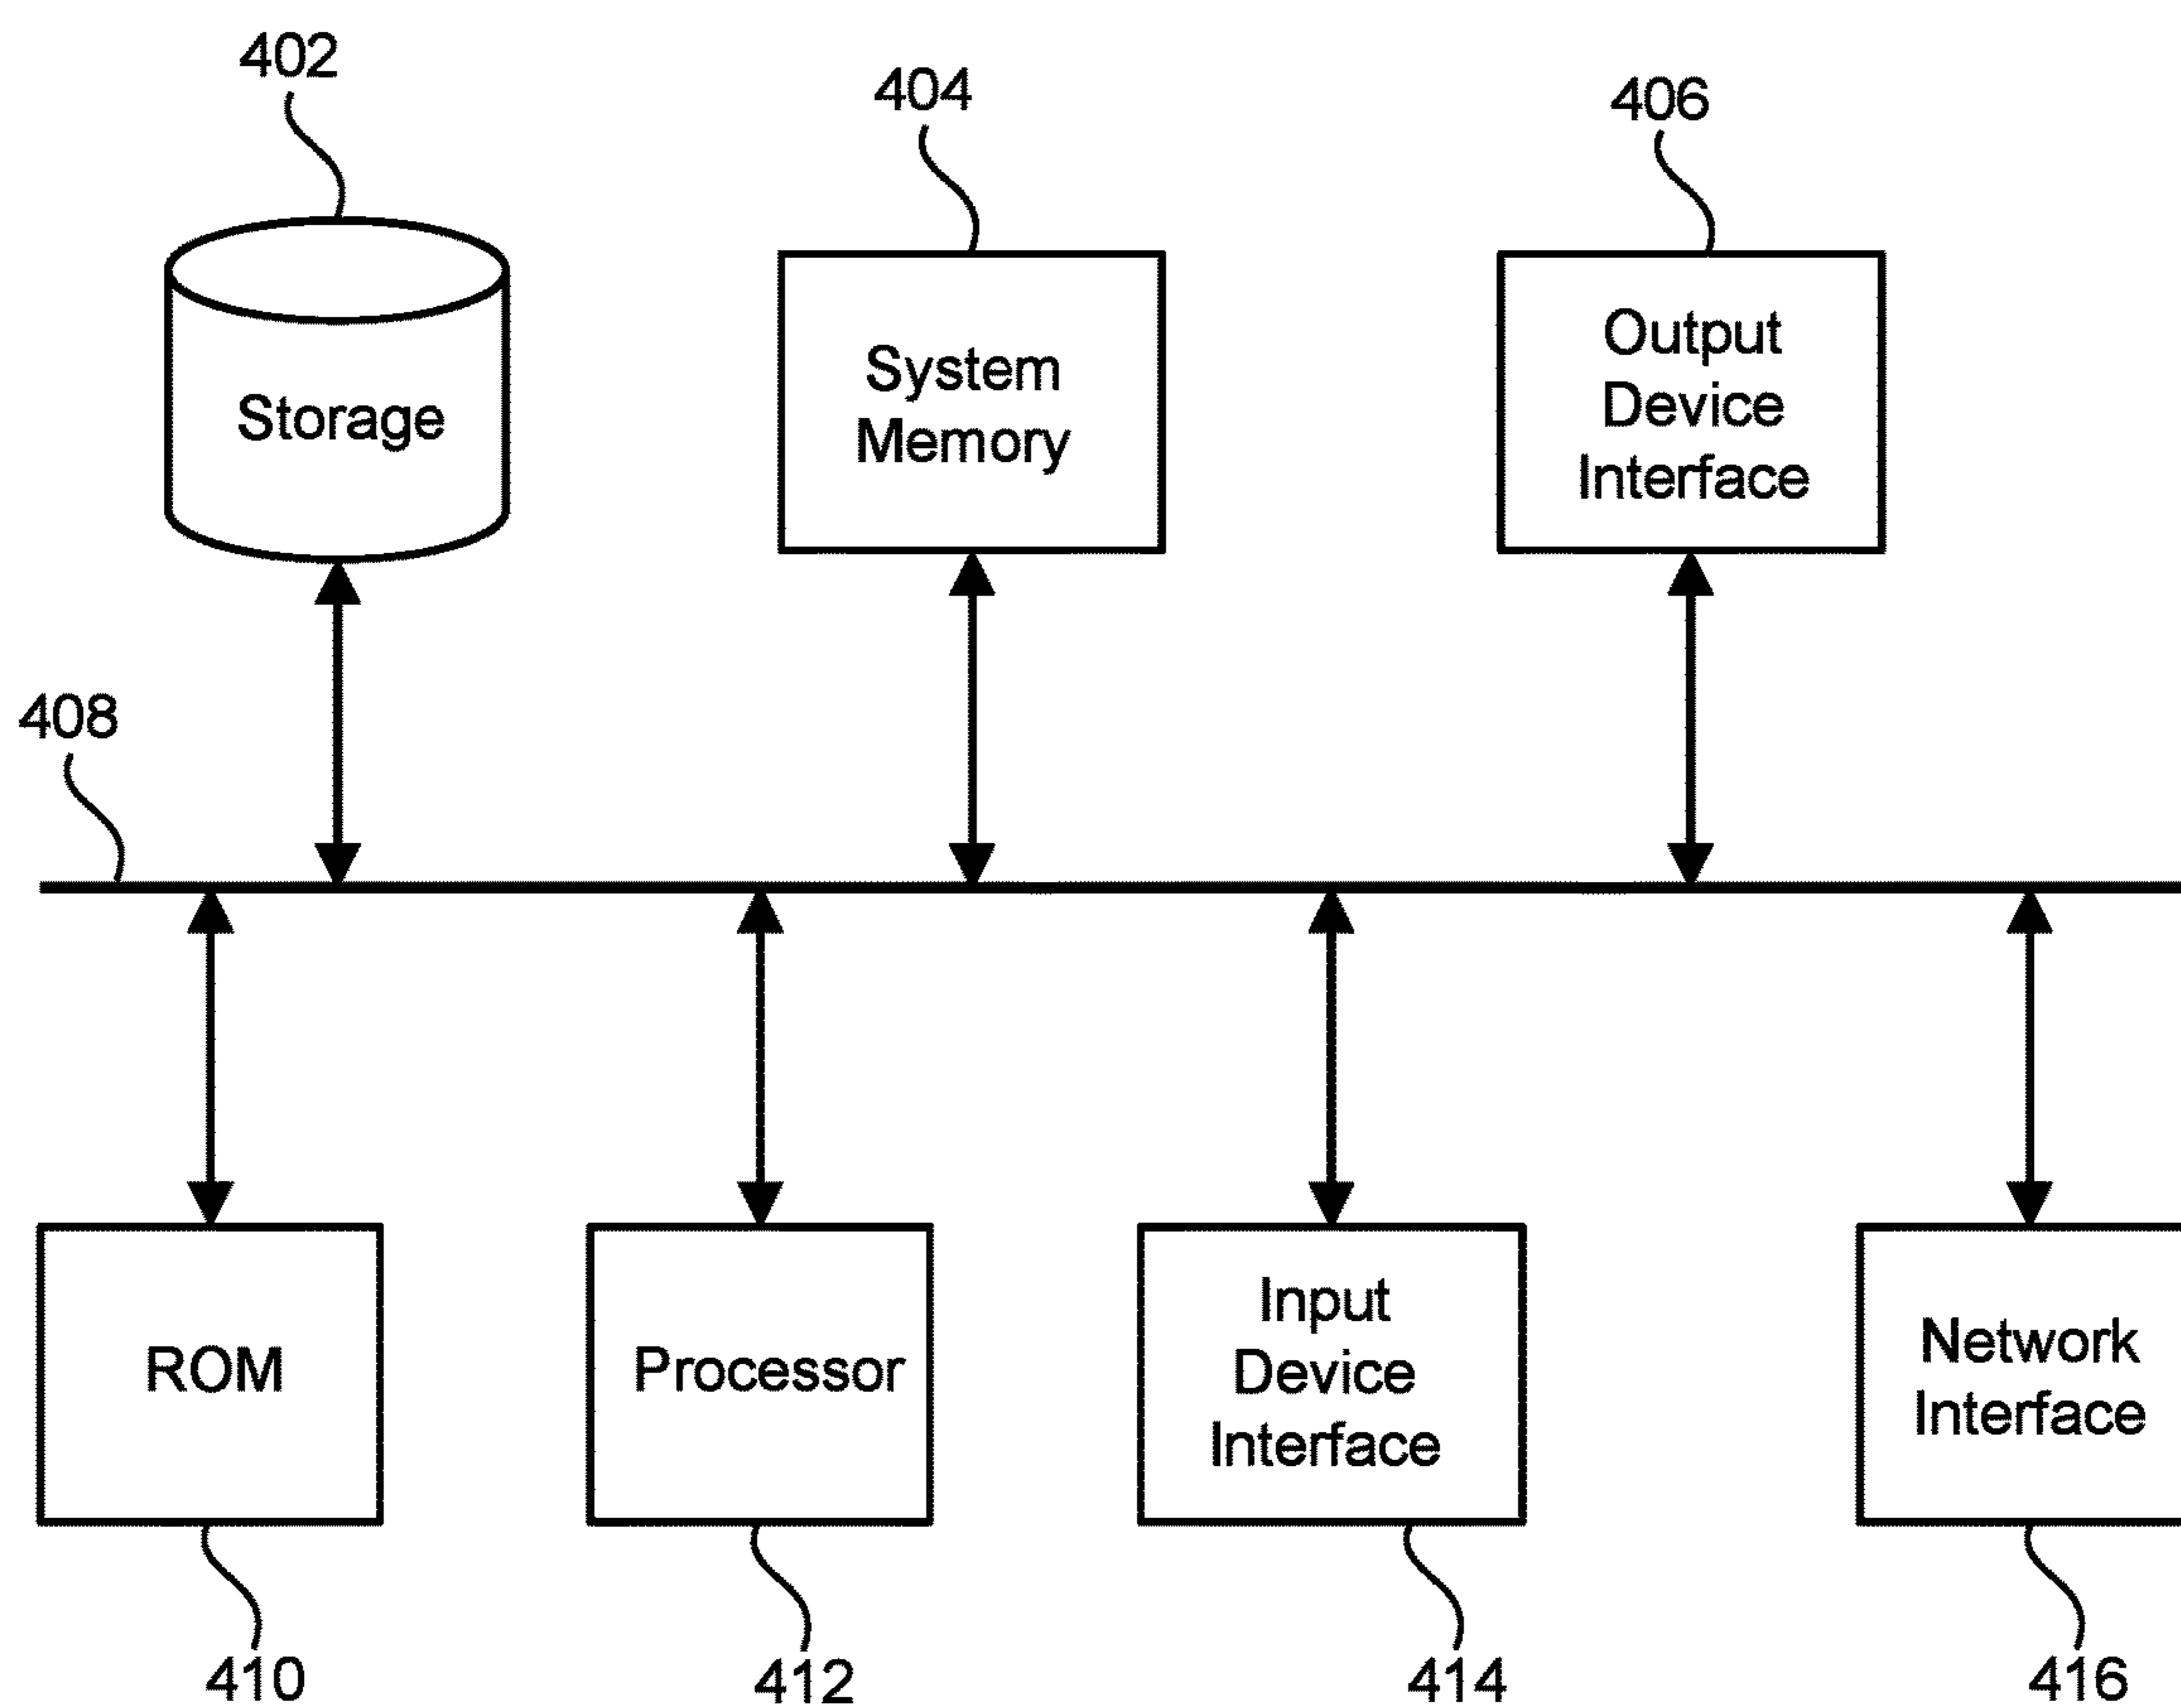 402
404
406
Storage
System
Memory
Output
Device
Interface
408
ROM
Processor
Input
Device
Interface
Network
Interface
410
412
414
416